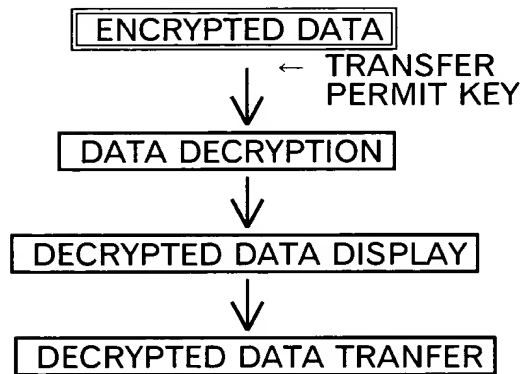 ENCRYPTED DATA
← TRANSFER
PERMIT KEY
DATA DECRYPTION
DECRYPTED DATA DISPLAY
DECRYPTED DATA TRANFER